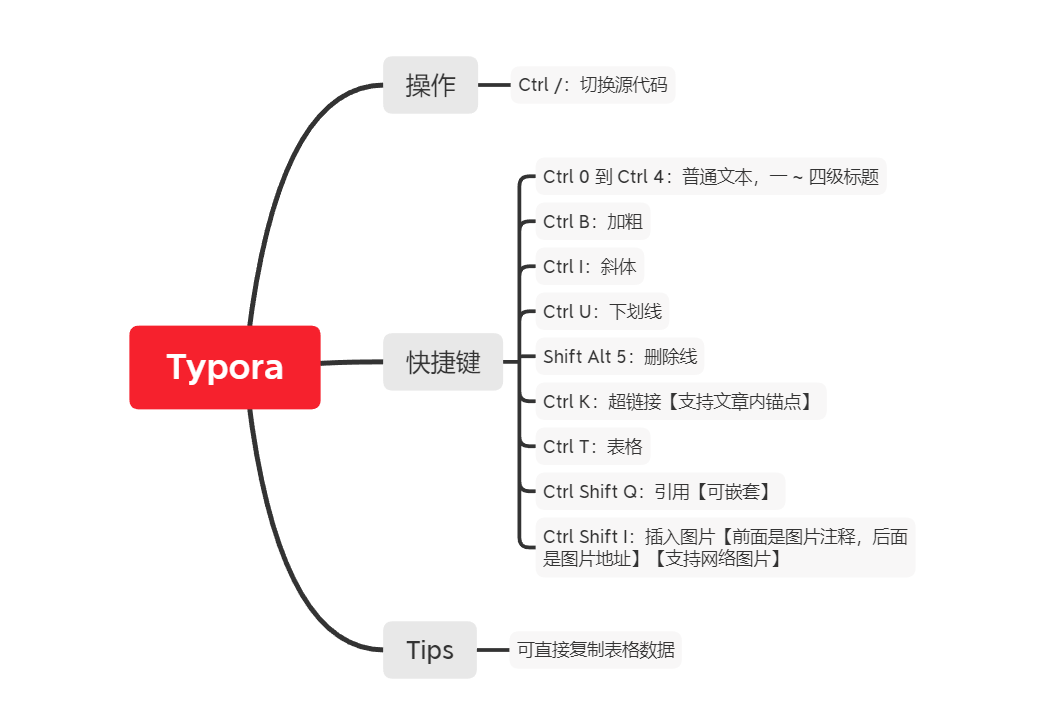 Typora
操作
Ctrl /：切换源代码
快捷键
Ctrl 0 到 Ctrl 4：普通文本，一 ~ 四级标题
Ctrl B：加粗
Ctrl I：斜体
Ctrl U：下划线
Shift Alt 5：删除线
Ctrl K：超链接【支持文章内锚点】
Ctrl T：表格
Ctrl Shift Q：引用【可嵌套】
Ctrl Shift I：插入图片【前面是图片注释，后面
是图片地址】【支持网络图片】
Tips
可直接复制表格数据